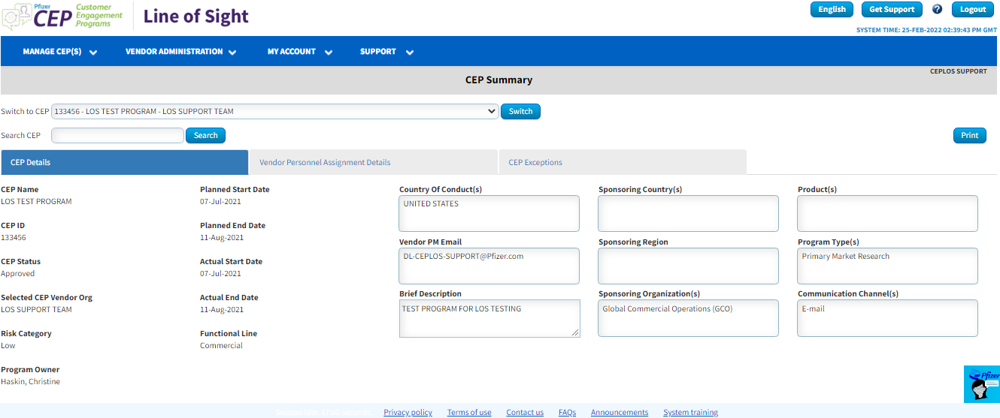 Pfizer
CEP Customer Engagement Programs
Line of Sight
English
Get Support
?
Logout
SYSTEM TIME: 25-FEB-2022 02:39:43 PM GMT
MANAGE CEP(S)
VENDOR ADMINISTRATION
MY ACCOUNT
SUPPORT
CEP Summary
CEPLOS SUPPORT
Switch to CEP
133456 - LOS TEST PROGRAM - LOS SUPPORT TEAM
Switch
Search CEP
Search
Print
CEP Details
Vendor Personnel Assignment Details
CEP Exceptions
CEP Name
LOS TEST PROGRAM
CEP ID
133456
CEP Status
Approved
Selected CEP Vendor Org
LOS SUPPORT TEAM
Risk Category
Low
Program Owner
Haskin, Christine
Planned Start Date
07-Jul-2021
Planned End Date
11-Aug-2021
Actual Start Date
07-Jul-2021
Actual End Date
11-Aug-2021
Functional Line
Commercial
Country Of Conduct(s)
UNITED STATES
Vendor PM Email
DL-CEPLOS-SUPPORT@Pfizer.com
Brief Description
TEST PROGRAM FOR LOS TESTING
Sponsoring Country(s)
Sponsoring Region
Sponsoring Organization(s)
Global Commercial Operations (GCO)
Product(s)
Program Type(s)
Primary Market Research
Communication Channel(s)
E-mail
Pfizer
Privacy policy
Terms of use
Contact us
FAQs
Announcements
System training